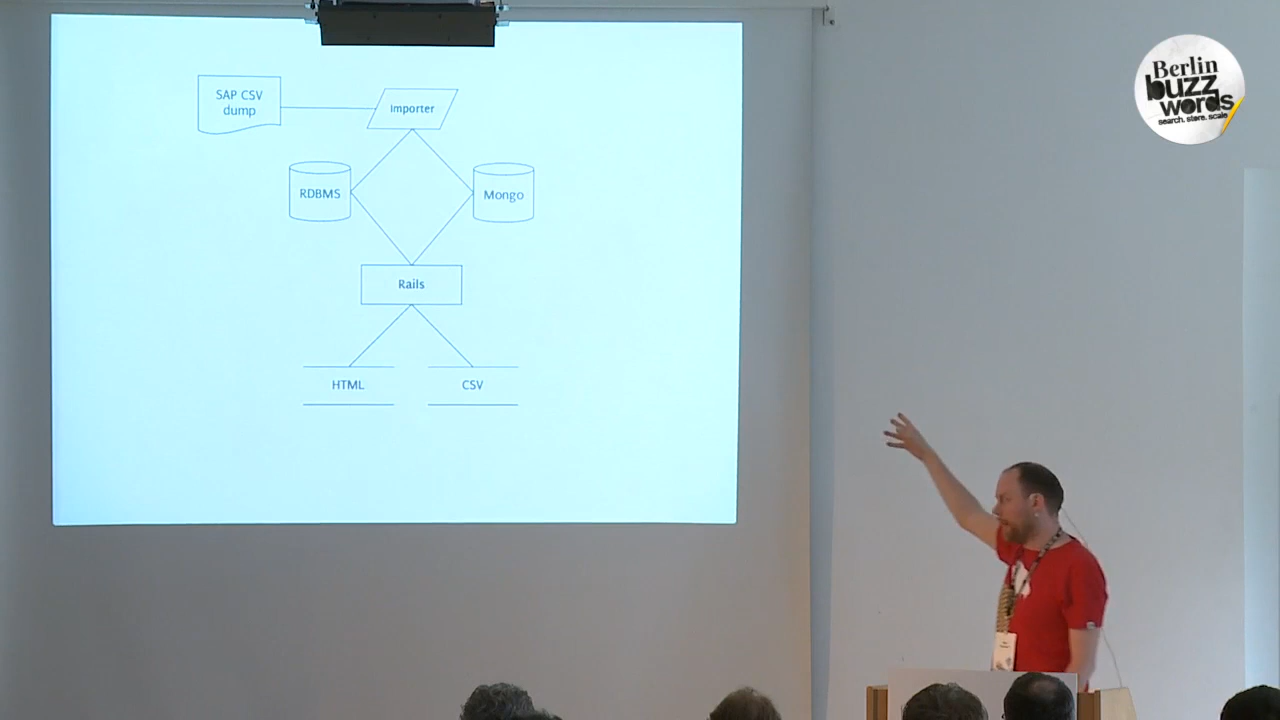 SAP CSV
dump
Importer
RDBMS
Mongo
Rails
HTML
CSV
Berlin
buzz
words
search. store. scale